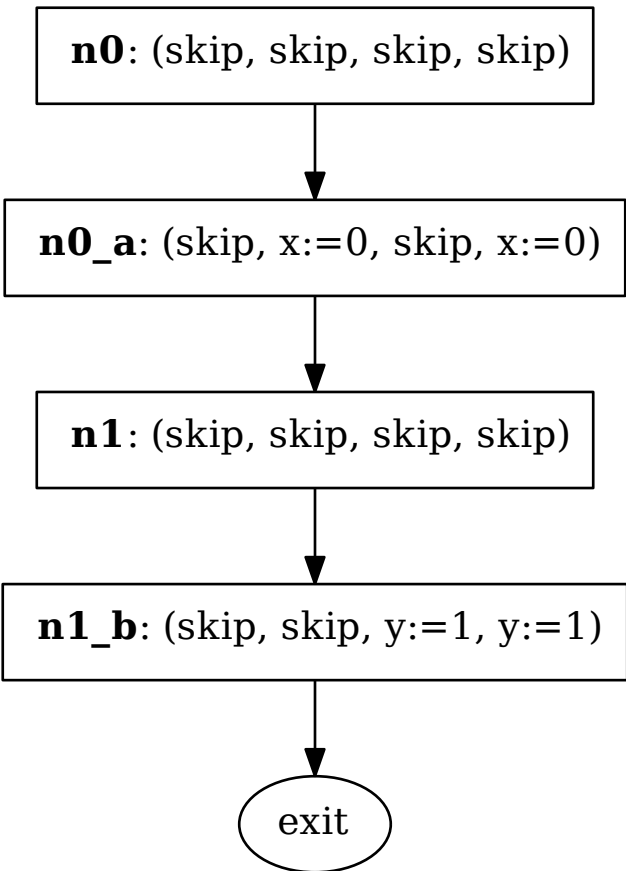 n0: (skip, skip, skip, skip)
n0_a: (skip, x:=0, skip, x:=0)
n1: (skip, skip, skip, skip)
n1_b: (skip, skip, y:=1, y:=1)
exit